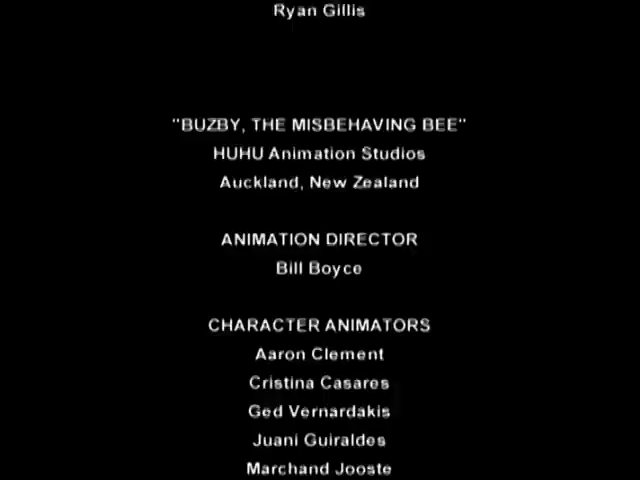 Ryan Gillis
"BUZBY, THE MISBEHAVING BEE"
HUHU Animation Studios
Auckland, New Zealand
ANIMATION DIRECTOR
Bill Boyce
CHARACTER ANIMATORS
Aaron Clement
Cristina Casares
Ged Vernardakis
Juani Guiraldes
Marchand Jooste